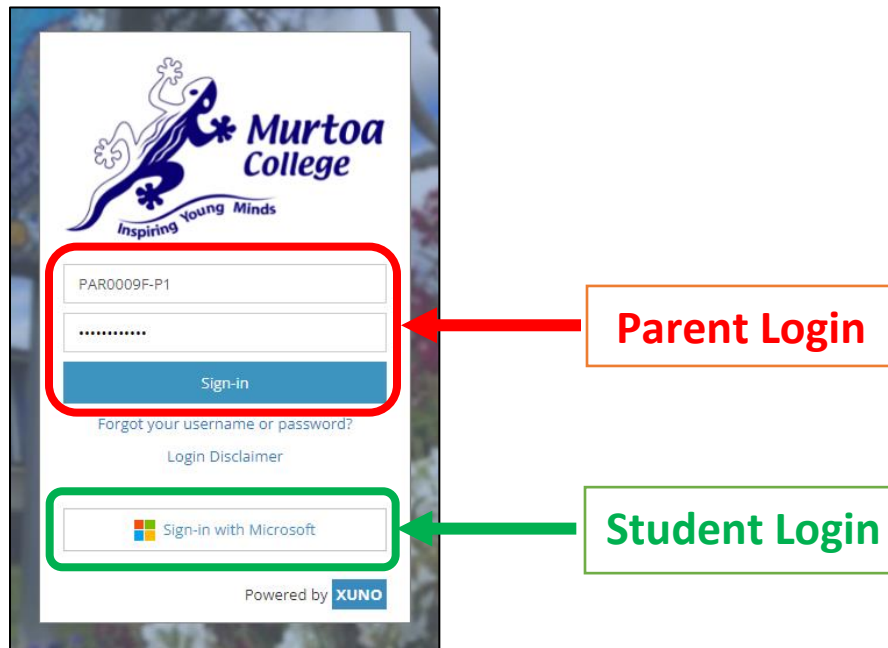 Murtoa
College
Inspiring Young Minds
PAR0009F-P1
••••••••••••
Sign-in
Forgot your username or password?
Login Disclaimer
Sign-in with Microsoft
Powered by XUNO
Parent Login
Student Login